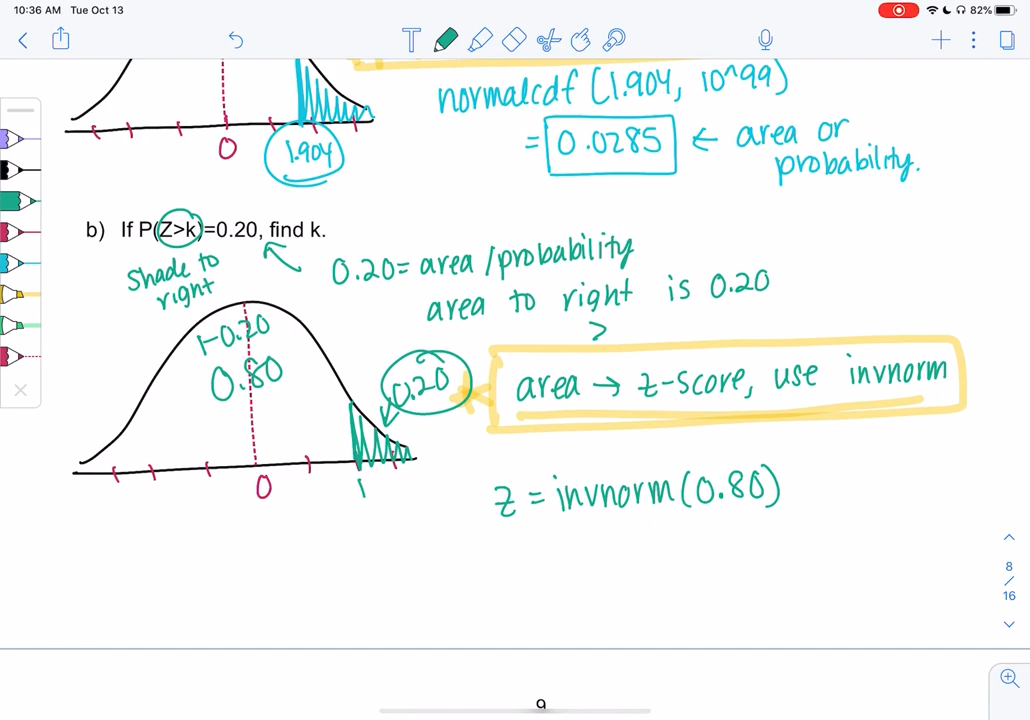 10:36 AM Tue Oct 13
82%
T
normalcdf (1.904, 10^99)
= 0.0285 ← area or
probability.
0
1.904
b) If P(Z>k)=0.20, find k.
Shade to
right
0.20= area/probability
area to right is 0.20
>
1-0.20
0.80
0.20
area → z-score, use invnorm
0
z = invnorm(0.80)
8
/
16
9